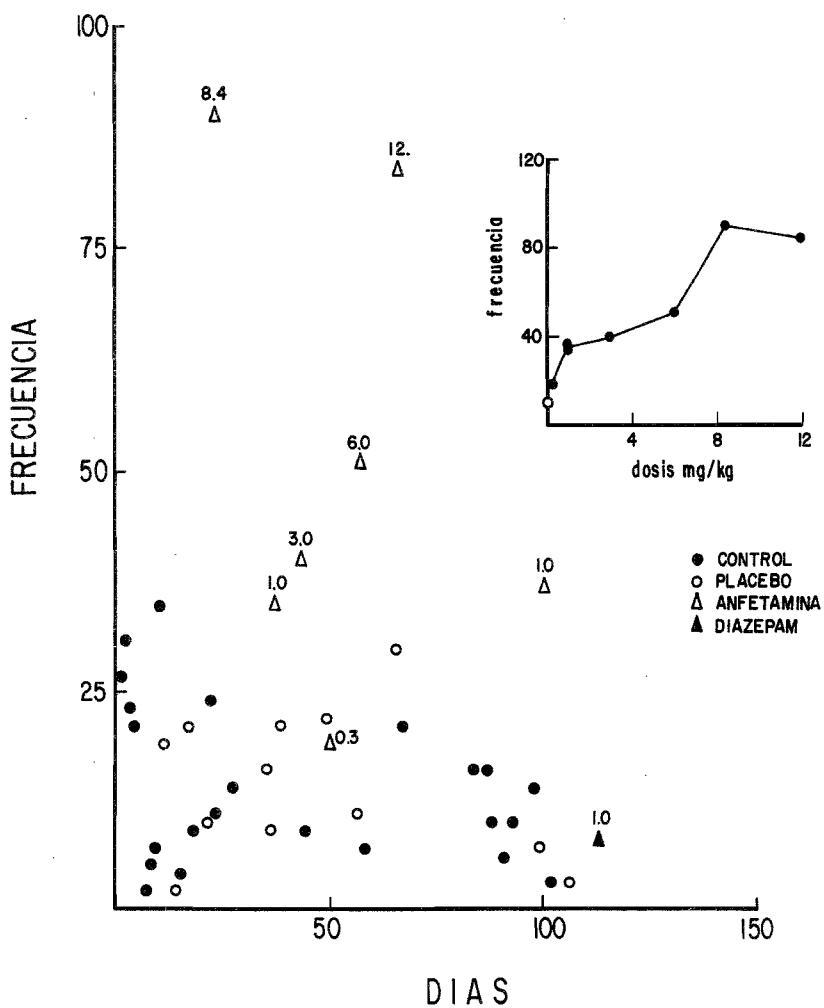 100
75
50
25
FRECUENCIA
50
100
150
DIAS
8.4
12.
6.0
3.0
1.0
1.0
0.3
1.0
120
80
40
frecuencia
4
8
12
dosis mg/kg
CONTROL
PLACEBO
ANFETAMINA
DIAZEPAM